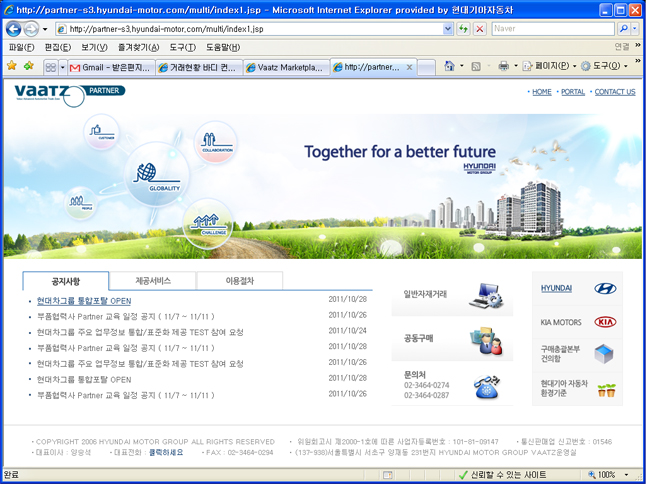 http://partner-s3.hyundai-motor.com/multi/index1.jsp - Microsoft Internet Explorer provided by 현대기아자동차
http://partner-s3.hyundai-motor.com/multi/index1.jsp
Naver
파일(F) 편집(E) 보기(V) 즐겨찾기(A) 도구(T) 도움말(H)
연결 »
Gmail - 받은편지... 거래현황 바디 컨... Vaatz Marketpla... http://partner... 페이지(P) 도구(O)
vaatz PARTNER
HOME PORTAL CONTACT US
CUSTOMER
COLLABORATION
GLOBALITY
PEOPLE
CHALLENGE
Together for a better future
HYUNDAI
MOTOR GROUP
공지사항 제공서비스 이용절차
현대차그룹 통합포탈 OPEN 2011/10/28
부품협력사 Partner 교육 일정 공지 ( 11/7 ~ 11/11 ) 2011/10/26
현대차그룹 주요 업무정보 통합/표준화 제공 TEST 참여 요청 2011/10/24
부품협력사 Partner 교육 일정 공지 ( 11/7 ~ 11/11 ) 2011/10/28
현대차그룹 주요 업무정보 통합/표준화 제공 TEST 참여 요청 2011/10/26
현대차그룹 통합포탈 OPEN 2011/10/28
부품협력사 Partner 교육 일정 공지 ( 11/7 ~ 11/11 ) 2011/10/26
일반자재거래
공동구매
문의처
02-3464-0274
02-3464-0287
HYUNDAI
KIA MOTORS KIA
구매총괄본부
건의함
현대기아 자동차
환경기준
COPYRIGHT 2006 HYUNDAI MOTOR GROUP ALL RIGHTS RESERVED 위원회고시 제2000-1호에 따른 사업자등록번호 : 101-81-09147 통신판매업 신고번호 : 01546
대표이사 : 양승석 대표전화 : 클릭하세요 FAX : 02-3464-0294 (137-938)서울특별시 서초구 양재동 231번지 HYUNDAI MOTOR GROUP VAATZ운영실
완료 신뢰할 수 있는 사이트 100%